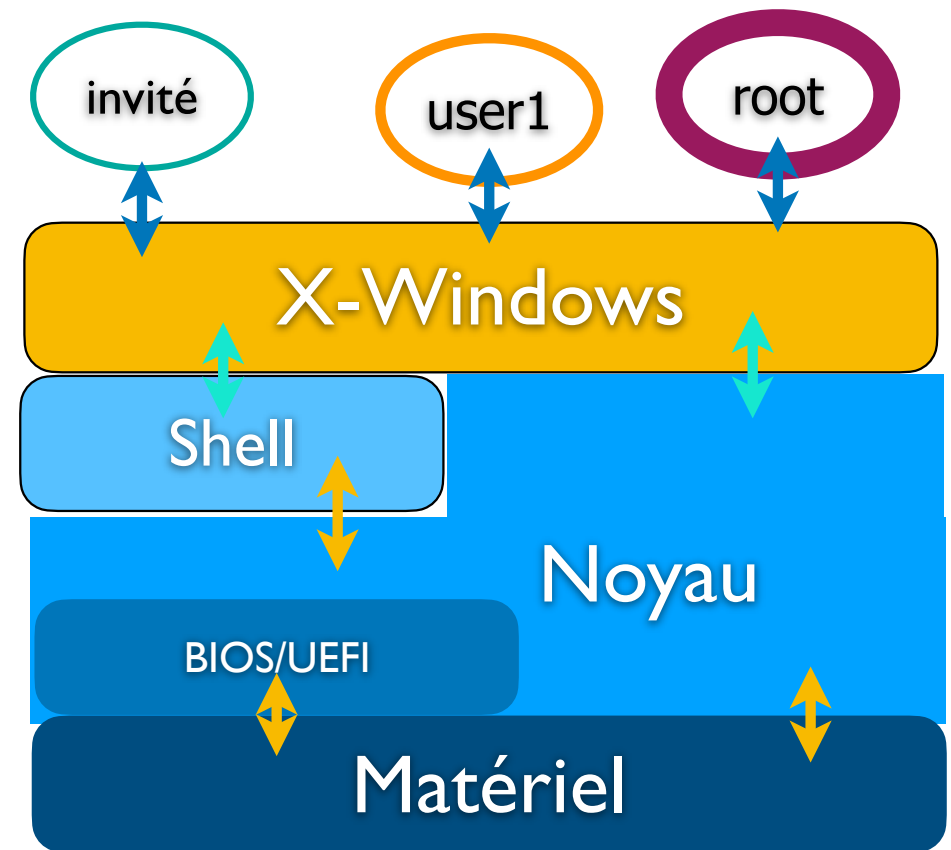 invité
user1
root
X-Windows
Shell
Noyau
BIOS/UEFI
Matériel